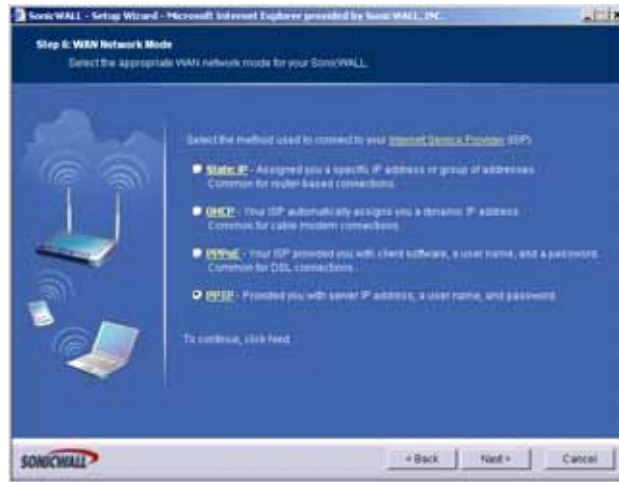 SonicWALL - Setup Wizard - Microsoft Internet Explorer provided by SonicWALL, INC.
Step 6: WAN Network Mode
Select the appropriate WAN network mode for your SonicWALL.
Select the method used to connect to your Internet Service Provider (ISP)
Static IP - Assigned you a specific IP address or group of addresses.
Common for router-based connections.
DHCP - Your ISP automatically assigns you a dynamic IP address.
Common for cable modem connections.
PPPoE - Your ISP provided you with client software, a user name, and a password.
Common for DSL connections.
PPTP - Provided you with server IP address, a user name, and password.
To continue, click Next.
SONICWALL
< Back Next > Cancel